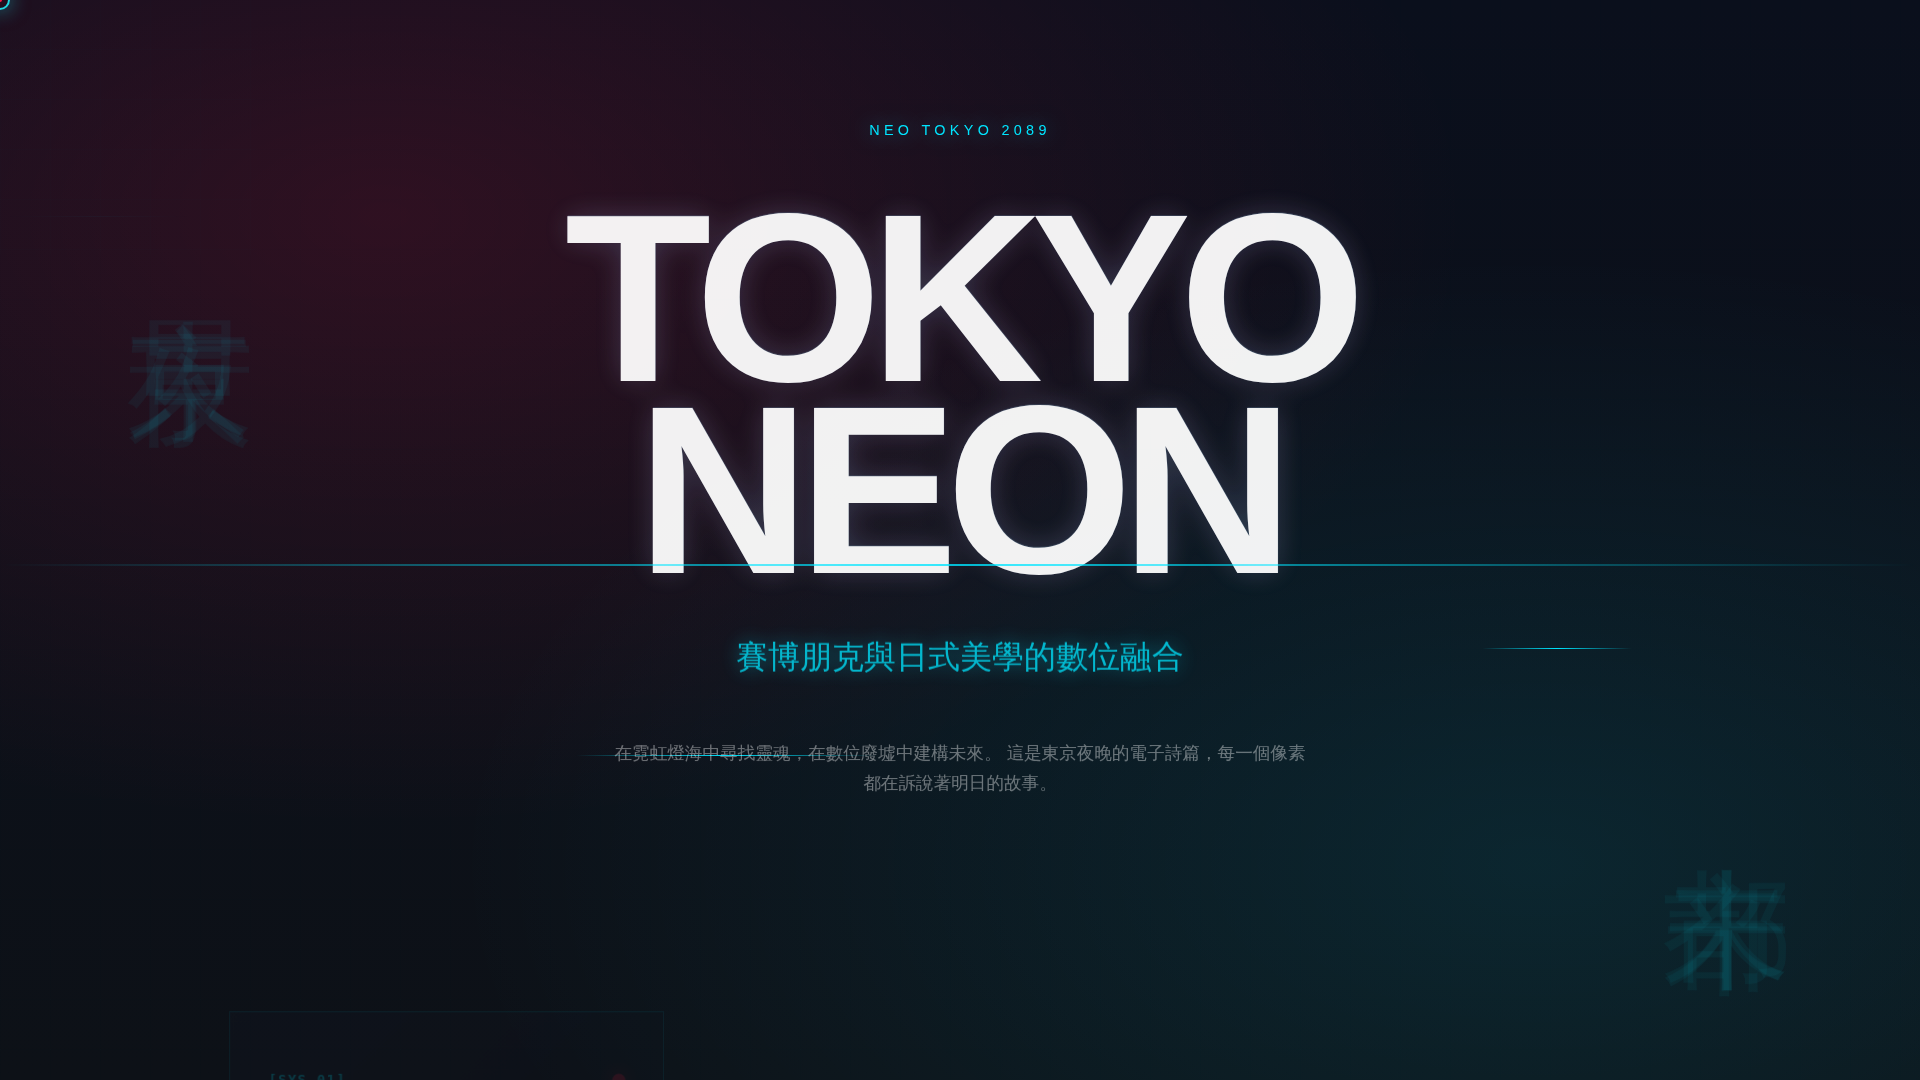 NEO TOKYO 2089
TOKYO
NEON
賽博朋克與日式美學的數位融合
在霓虹燈海中尋找靈魂，在數位廢墟中建構未來。 這是東京夜晚的電子詩篇，每一個像素
都在訴說著明日的故事。
[SYS_01]